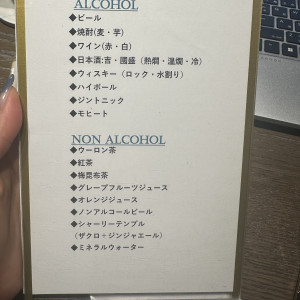 ALCOHOL
◆ビール
◆焼酎(麦・芋)
◆ワイン(赤・白)
◆日本酒:吉・國盛（熱燗・温燗・冷）
◆ウィスキー（ロック・水割り）
◆ハイボール
◆ジントニック
◆モヒート
NON ALCOHOL
◆ウーロン茶
◆紅茶
◆梅昆布茶
◆グレープフルーツジュース
◆オレンジジュース
◆ノンアルコールビール
◆シャーリーテンプル
（ザクロ＋ジンジャエール）
◆ミネラルウォーター